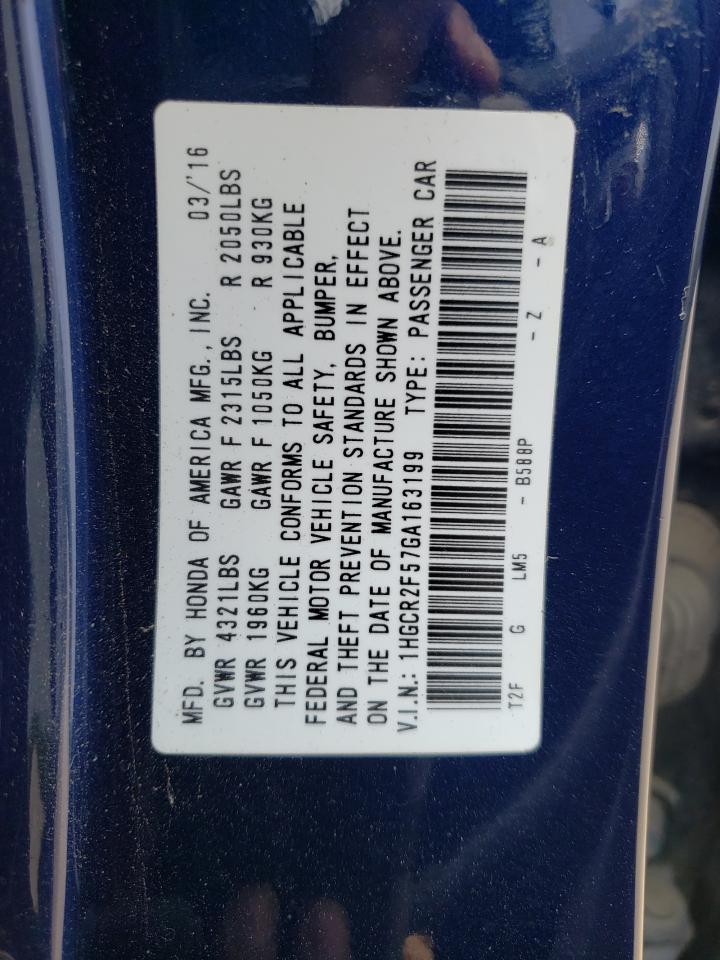 MFD. BY HONDA OF AMERICA MFG., INC. 03/'16
GVWR 4321LBS GAWR F 2315LBS R 2050LBS
GVWR 1960KG GAWR F 1050KG R 930KG
THIS VEHICLE CONFORMS TO ALL APPLICABLE
FEDERAL MOTOR VEHICLE SAFETY, BUMPER,
AND THEFT PREVENTION STANDARDS IN EFFECT
ON THE DATE OF MANUFACTURE SHOWN ABOVE.
V.I.N.: 1HGCR2F57GA163199 TYPE: PASSENGER CAR
T2F G LM5 - B588P - Z - A